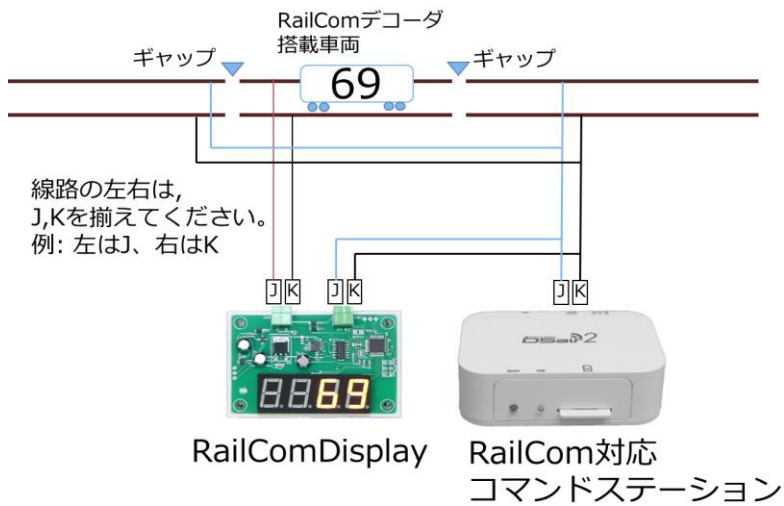 RailComデコーダ
搭載車両
ギャップ
69
ギャップ
線路の左右は,
J,Kを揃えてください。
例: 左はJ、右はK
J K
J K
J K
DSair2
69
RailComDisplay
RailCom対応
コマンドステーション